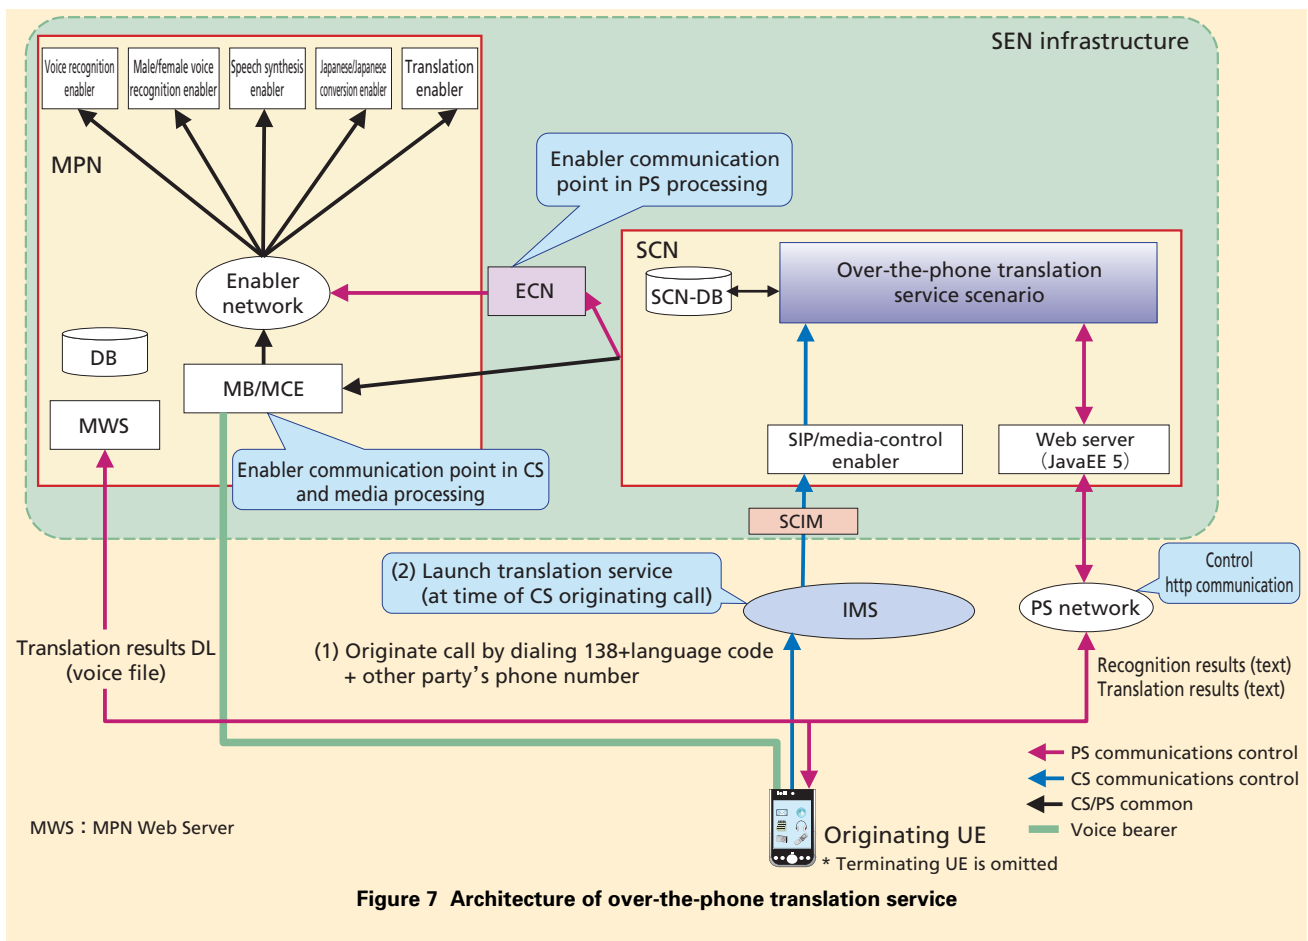 SEN infrastructure
Voice recognition
enabler
Male/female voice
recognition enabler
Speech synthesis
enabler
Japanese/Japanese
conversion enabler
Translation
enabler
MPN
Enabler communication
point in PS processing
SCN
Over-the-phone translation
service scenario
SCN-DB
Enabler
network
ECN
DB
MB/MCE
MWS
SIP/media-control
enabler
Web server
(JavaEE 5)
Enabler communication point in CS
and media processing
SCIM
(2) Launch translation service
(at time of CS originating call)
IMS
PS network
Control
http communication
Translation results DL
(voice file)
(1) Originate call by dialing 138+language code
+ other party's phone number
Recognition results (text)
Translation results (text)
PS communications control
CS communications control
CS/PS common
Voice bearer
MWS : MPN Web Server
Originating UE
* Terminating UE is omitted
Figure 7 Architecture of over-the-phone translation service